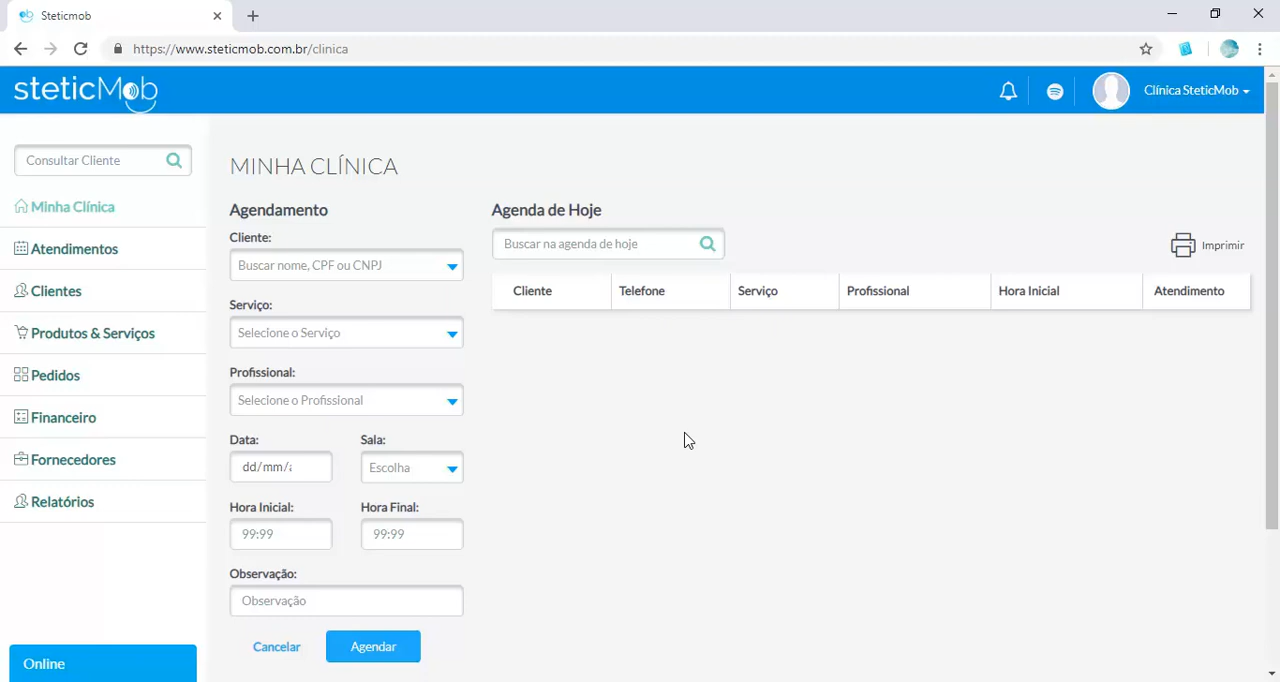 Steticmob
https://www.steticmob.com.br/clinica
steticMob
Clínica SteticMob
Consultar Cliente
Minha Clínica
Atendimentos
Clientes
Produtos & Serviços
Pedidos
Financeiro
Fornecedores
Relatórios
Online
MINHA CLÍNICA
Agendamento
Cliente:
Buscar nome, CPF ou CNPJ
Serviço:
Selecione o Serviço
Profissional:
Selecione o Profissional
Data: Sala:
dd/mm/a Escolha
Hora Inicial: Hora Final:
99:99 99:99
Observação:
Observação
Cancelar Agendar
Agenda de Hoje
Buscar na agenda de hoje
Imprimir
Cliente Telefone Serviço Profissional Hora Inicial Atendimento